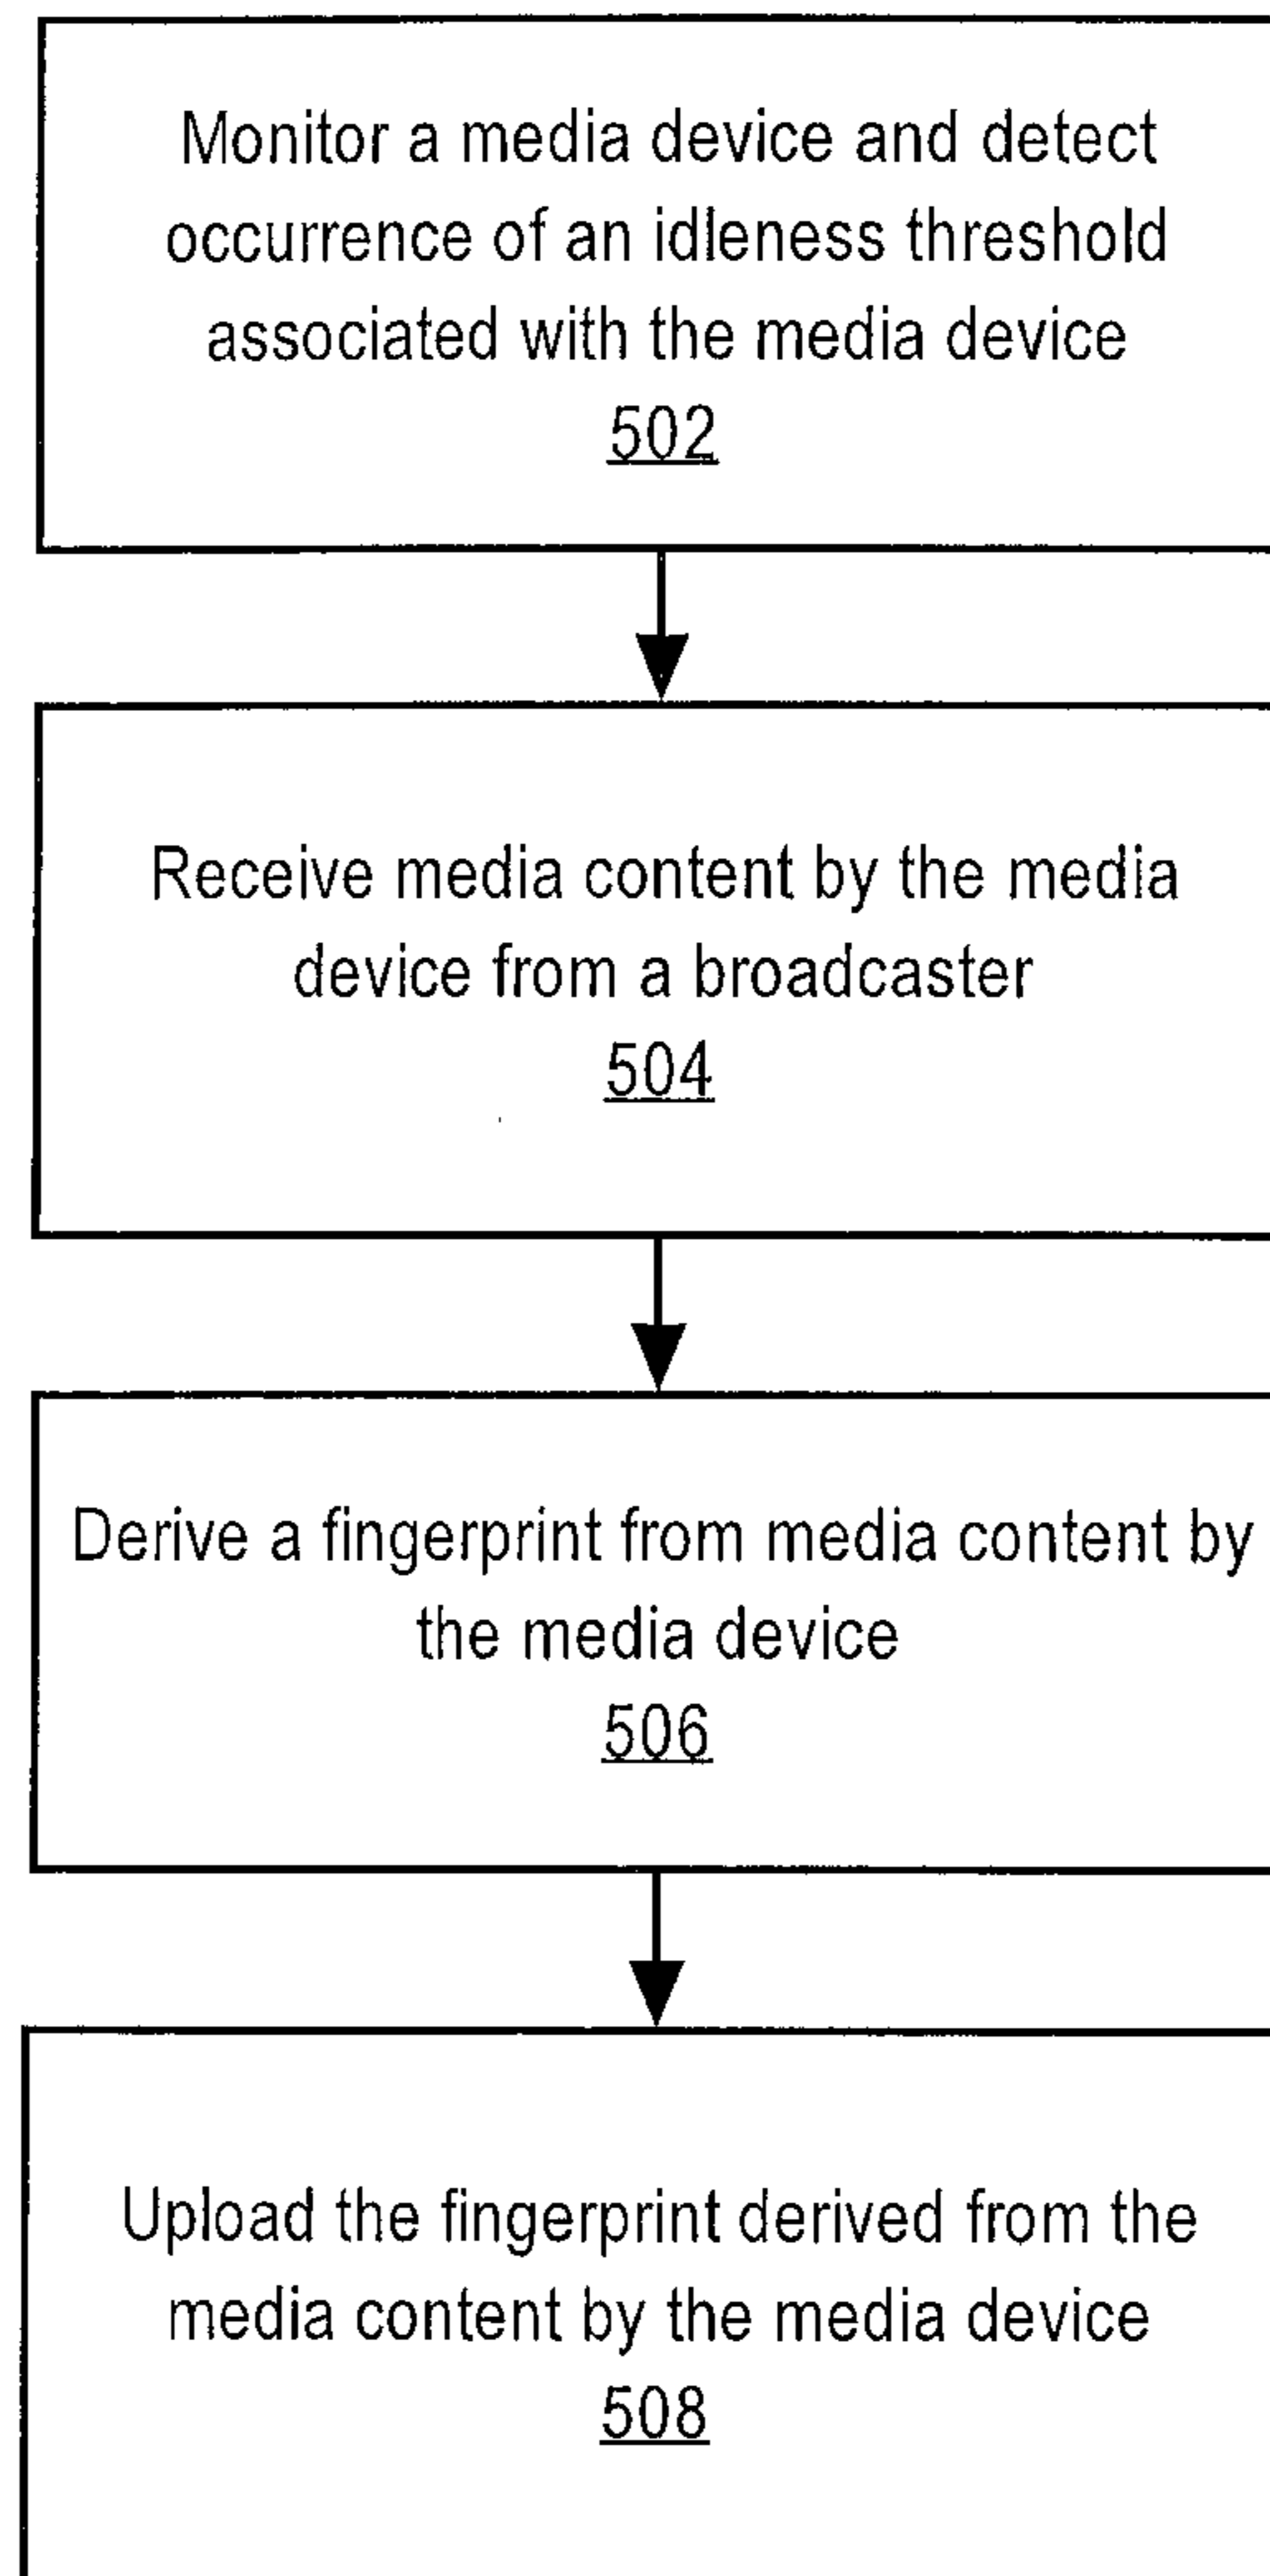 Monitor a media device and detect
occurrence of an idleness threshold
associated with the media device
502
Receive media content by the media
device from a broadcaster
504
Derive a fingerprint from media content by
the media device
506
Upload the fingerprint derived from the
media content by the media device
508